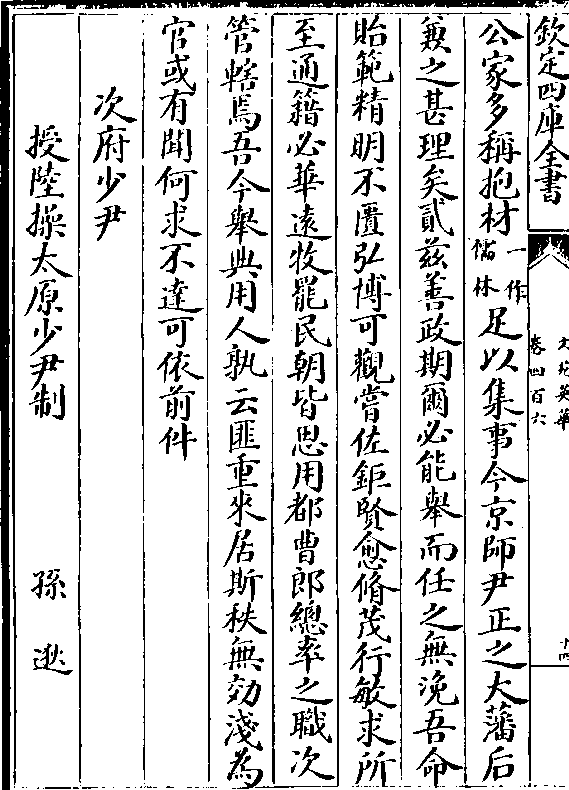 欽定四庫全書
文苑英華
卷四百六
十四
公家多稱抱材一作儒林足以集事今京師尹正之大藩后
數之甚理矣貳茲善政期爾必能舉而任之無浼吾命
貽範精明不匱弘博可觀嘗佐鉅賢愈脩茂行敏求所
至通籍必華遠牧罷民朝皆思用都曹郎總率之職次
管轄焉吾今舉典用人孰云匪重來居斯秩無効淺為
官或有聞何求不達可依前件
次府少尹
授陸操太原少尹制 孫逖